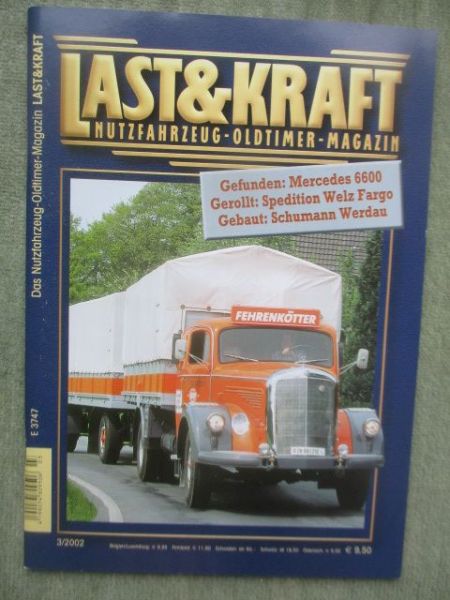 LAST&KRAFT
NUTZFAHRZEUG-OLDTIMER-MAGAZIN
Gefunden: Mercedes 6600
Gerollt: Spedition Welz Fargo
Gebaut: Schumann Werdau
FEHRENKÖTTER
Das Nutzfahrzeug-Oldtimer-Magazin LAST&KRAFT
E 3747
3/2002
€ 9,50